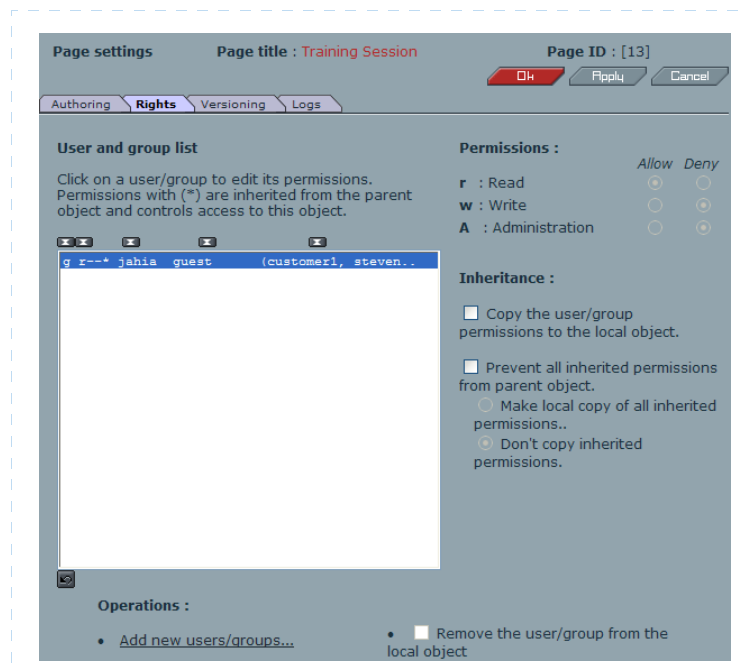 Page settings Page title : Training Session Page ID : [13]
Ok Apply Cancel
Authoring Rights Versioning Logs
User and group list
Click on a user/group to edit its permissions.
Permissions with (*) are inherited from the parent
object and controls access to this object.
g r--* jahia guest (customer1, steven..
Permissions :
Allow Deny
r : Read
w : Write
A : Administration
Inheritance :
Copy the user/group
permissions to the local object.
Prevent all inherited permissions
from parent object.
Make local copy of all inherited
permissions..
Don't copy inherited
permissions.
Operations :
• Add new users/groups...
• Remove the user/group from the
local object